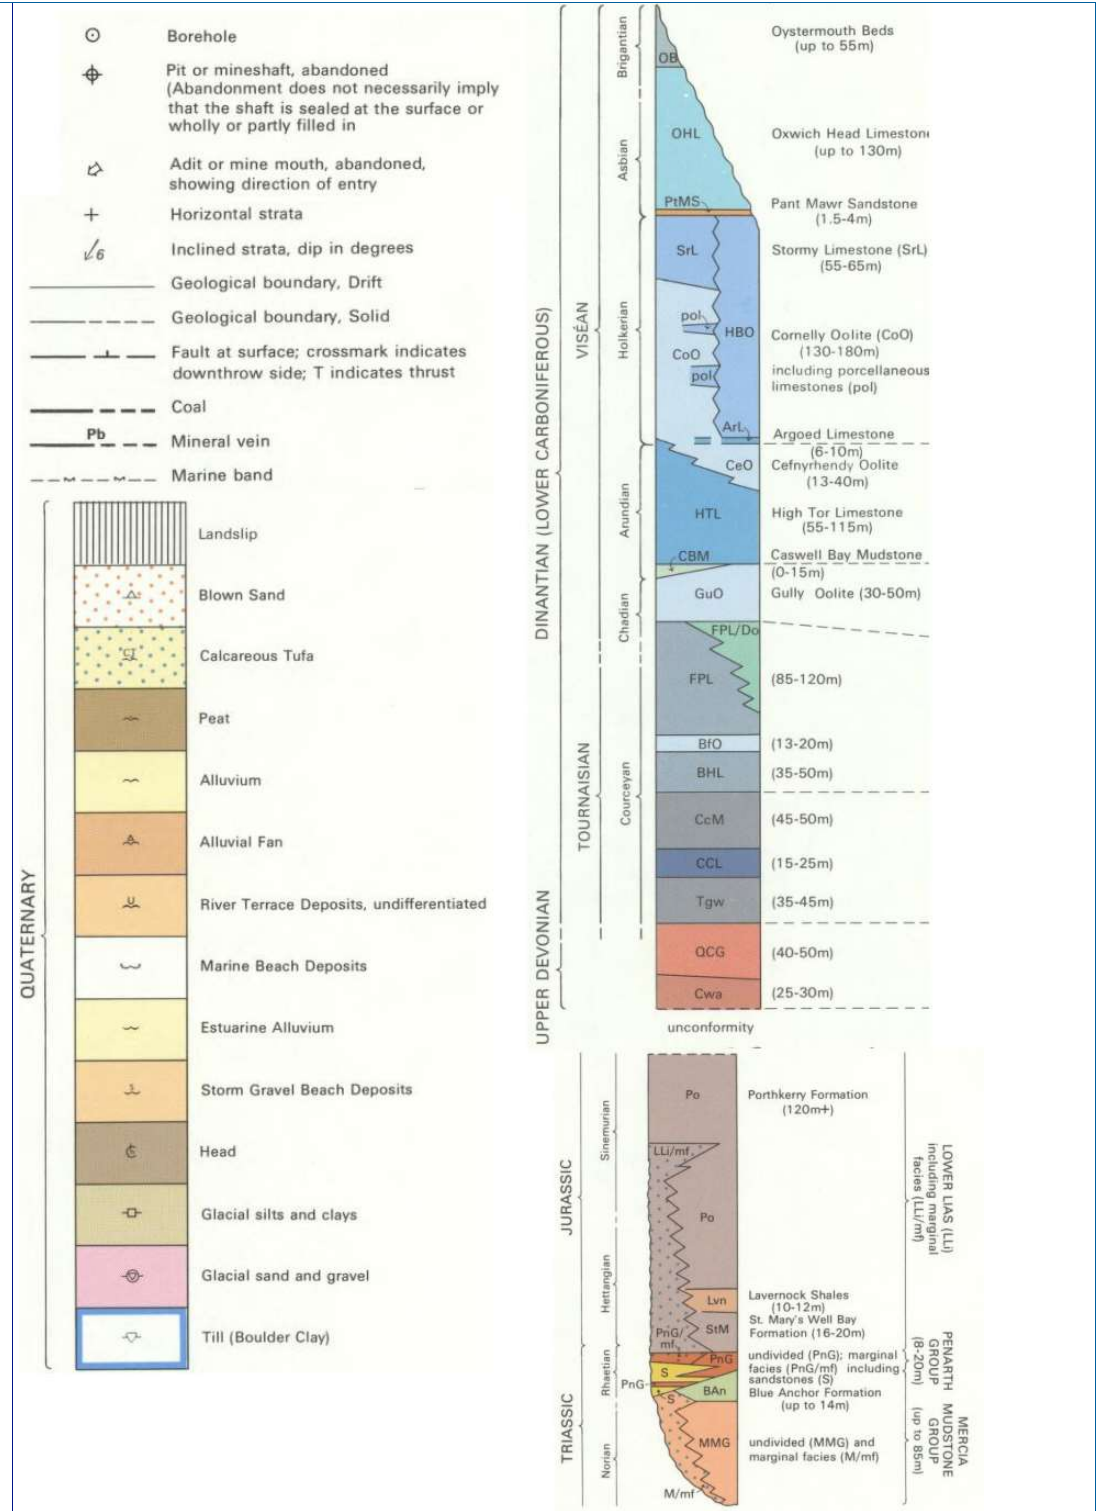 Borehole
Pit or mineshaft, abandoned
(Abandonment does not necessarily imply
that the shaft is sealed at the surface or
wholly or partly filled in
Adit or mine mouth, abandoned,
showing direction of entry
Horizontal strata
6
Inclined strata, dip in degrees
Geological boundary, Drift
Geological boundary, Solid
Fault at surface; crossmark indicates
downthrow side; T indicates thrust
Coal
Pb
Mineral vein
Marine band
QUATERNARY
Landslip
Blown Sand
Calcareous Tufa
Peat
Alluvium
Alluvial Fan
River Terrace Deposits, undifferentiated
Marine Beach Deposits
Estuarine Alluvium
Storm Gravel Beach Deposits
Head
Glacial silts and clays
Glacial sand and gravel
Till (Boulder Clay)
DINANTIAN (LOWER CARBONIFEROUS)
UPPER DEVONIAN
VISÉAN
TOURNAISIAN
Brigantian
Asbian
Holkerian
Arundian
Chadian
Courceyan
OB
Oystermouth Beds
(up to 55m)
OHL
Oxwich Head Limestone
(up to 130m)
PtMS
Pant Mawr Sandstone
(1.5-4m)
SrL
Stormy Limestone (SrL)
(55-65m)
pol
HBO
CoO
pol
Cornelly Oolite (CoO)
(130-180m)
including porcellaneous
limestones (pol)
ArL
Argoed Limestone
(6-10m)
CeO
Cefnyrhendy Oolite
(13-40m)
HTL
High Tor Limestone
(55-115m)
CBM
Caswell Bay Mudstone
(0-15m)
GuO
Gully Oolite (30-50m)
FPL/Do
FPL
(85-120m)
BfO
(13-20m)
BHL
(35-50m)
CcM
(45-50m)
CCL
(15-25m)
Tgw
(35-45m)
QCG
(40-50m)
Cwa
(25-30m)
unconformity
JURASSIC
TRIASSIC
Sinemurian
Hettangian
Rhaetian
Norian
Po
Porthkerry Formation
(120m+)
LLi/mf
Po
Lvn
Lavernock Shales
(10-12m)
StM
St. Mary's Well Bay
Formation (16-20m)
PnG/
mf
PnG
undivided (PnG); marginal
facies (PnG/mf) including
sandstones (S)
S
PnG
S
BAn
Blue Anchor Formation
(up to 14m)
MMG
undivided (MMG) and
marginal facies (M/mf)
M/mf
LOWER LIAS (LLi)
including marginal
facies (LLi/mf)
PENARTH
GROUP
(8-20m)
MERCIA
MUDSTONE
GROUP
(up to 85m)